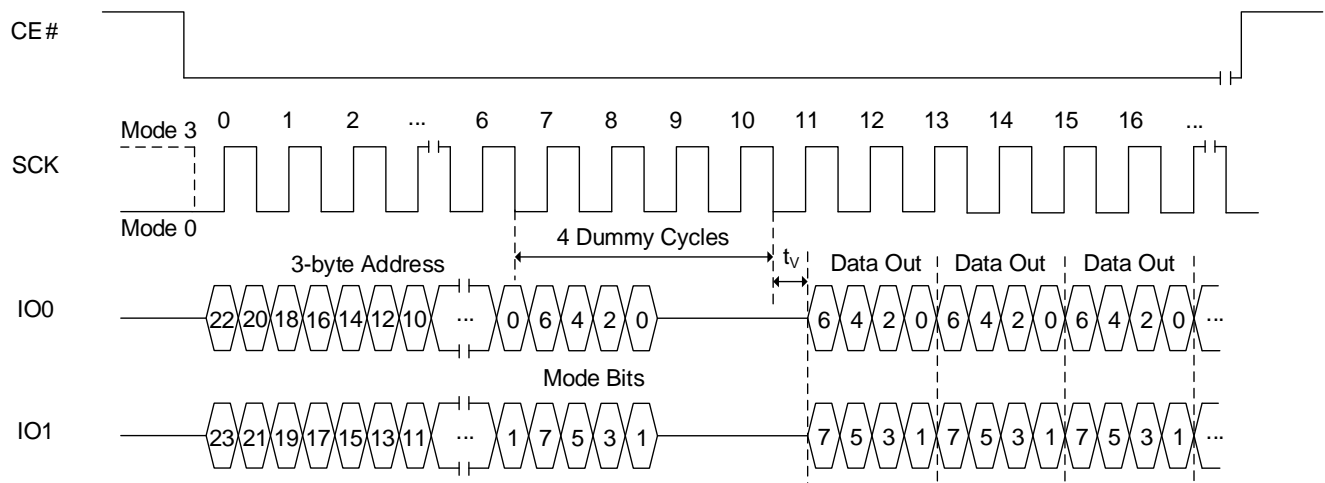 CE#
0 1 2 ... 6 7 8 9 10 11 12 13 14 15 16 ...
Mode 3
SCK
Mode 0
4 Dummy Cycles
3-byte Address tV Data Out Data Out Data Out
IO0 22 20 18 16 14 12 10 ... 0 6 4 2 0 6 4 2 0 6 4 2 0 6 4 2 0 ...
Mode Bits
IO1 23 21 19 17 15 13 11 ... 1 7 5 3 1 7 5 3 1 7 5 3 1 7 5 3 1 ...